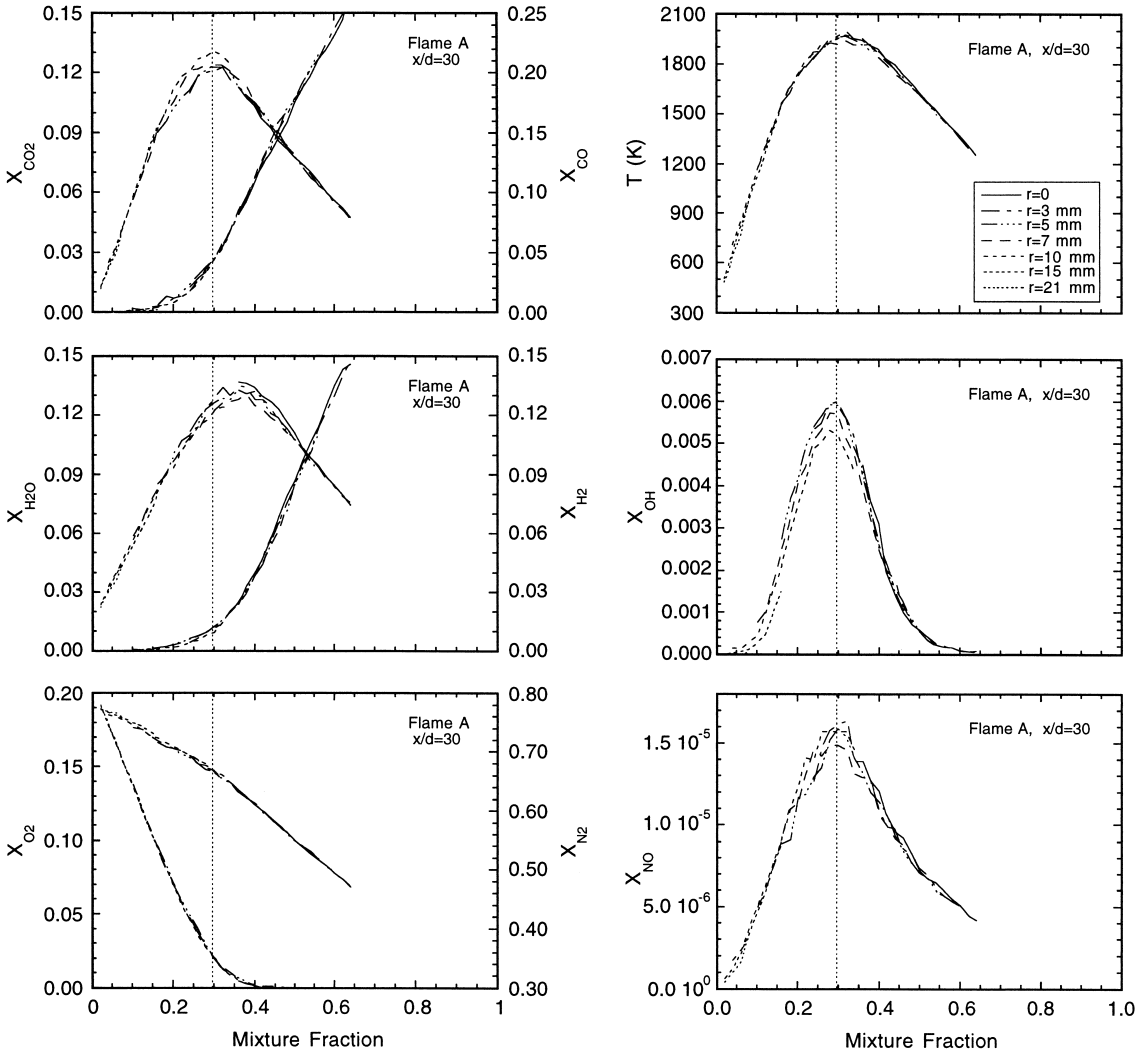 0.15
0.12
0.09
0.06
0.03
0.00
X_CO2
0.25
0.20
0.15
0.10
0.05
0.00
X_CO
Flame A
x/d=30
2100
1800
1500
1200
900
600
300
T (K)
Flame A, x/d=30
r=0
r=3 mm
r=5 mm
r=7 mm
r=10 mm
r=15 mm
r=21 mm
0.15
0.12
0.09
0.06
0.03
0.00
X_H2O
0.15
0.12
0.09
0.06
0.03
0.00
X_H2
Flame A
x/d=30
0.007
0.006
0.005
0.004
0.003
0.002
0.001
0.000
X_OH
Flame A, x/d=30
0.20
0.15
0.10
0.05
0.00
X_O2
0.80
0.70
0.60
0.50
0.40
0.30
X_N2
Flame A
x/d=30
0 0.2 0.4 0.6 0.8 1
Mixture Fraction
1.5 10^-5
1.0 10^-5
5.0 10^-6
0.0 10^0
X_NO
Flame A, x/d=30
0.0 0.2 0.4 0.6 0.8 1.0
Mixture Fraction